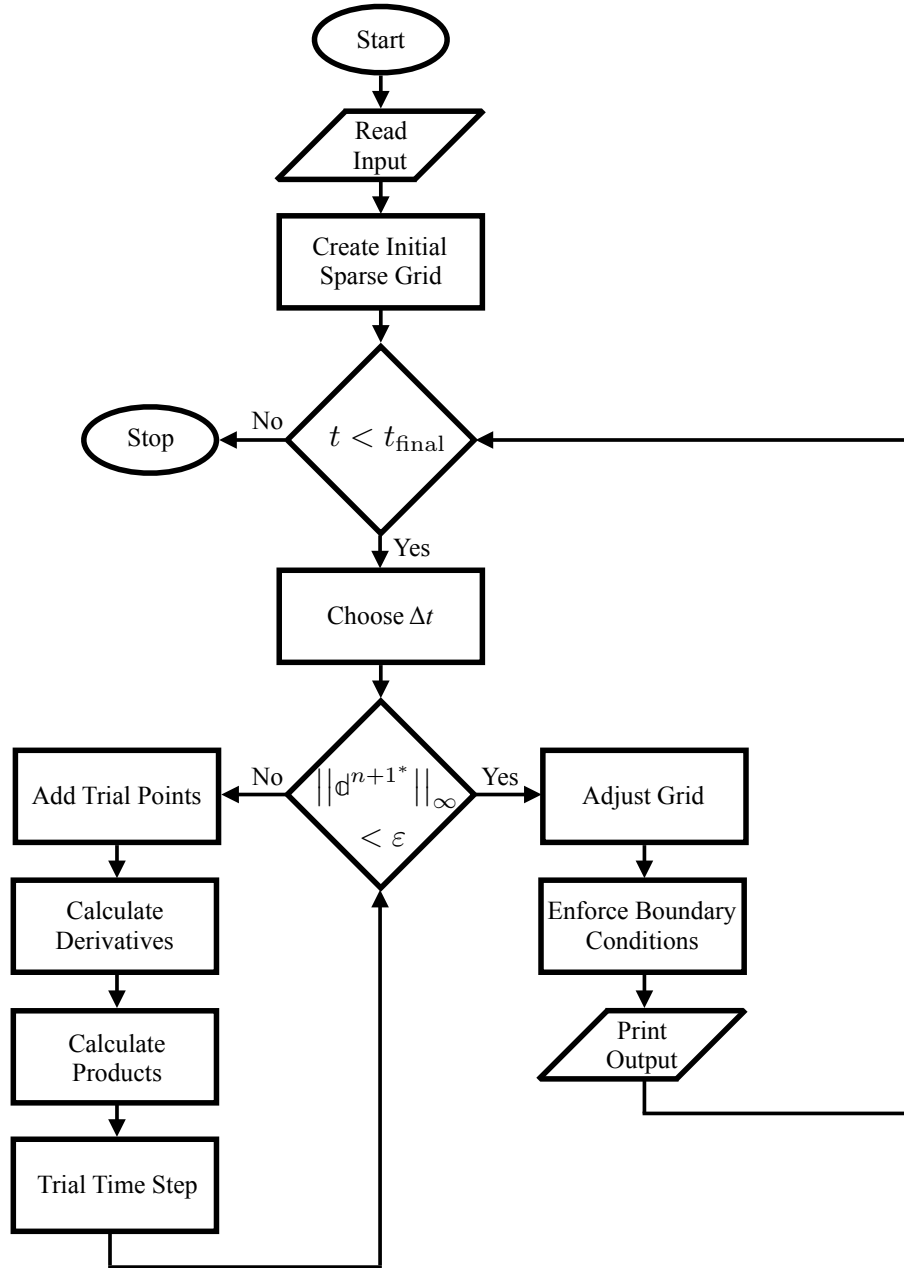 Start
Read
Input
Create Initial
Sparse Grid
No
Stop
t < t_final
Yes
Choose Δt
No
||𝕕^{n+1^*}||_∞
< ε
Yes
Add Trial Points
Adjust Grid
Calculate
Derivatives
Enforce Boundary
Conditions
Calculate
Products
Print
Output
Trial Time Step